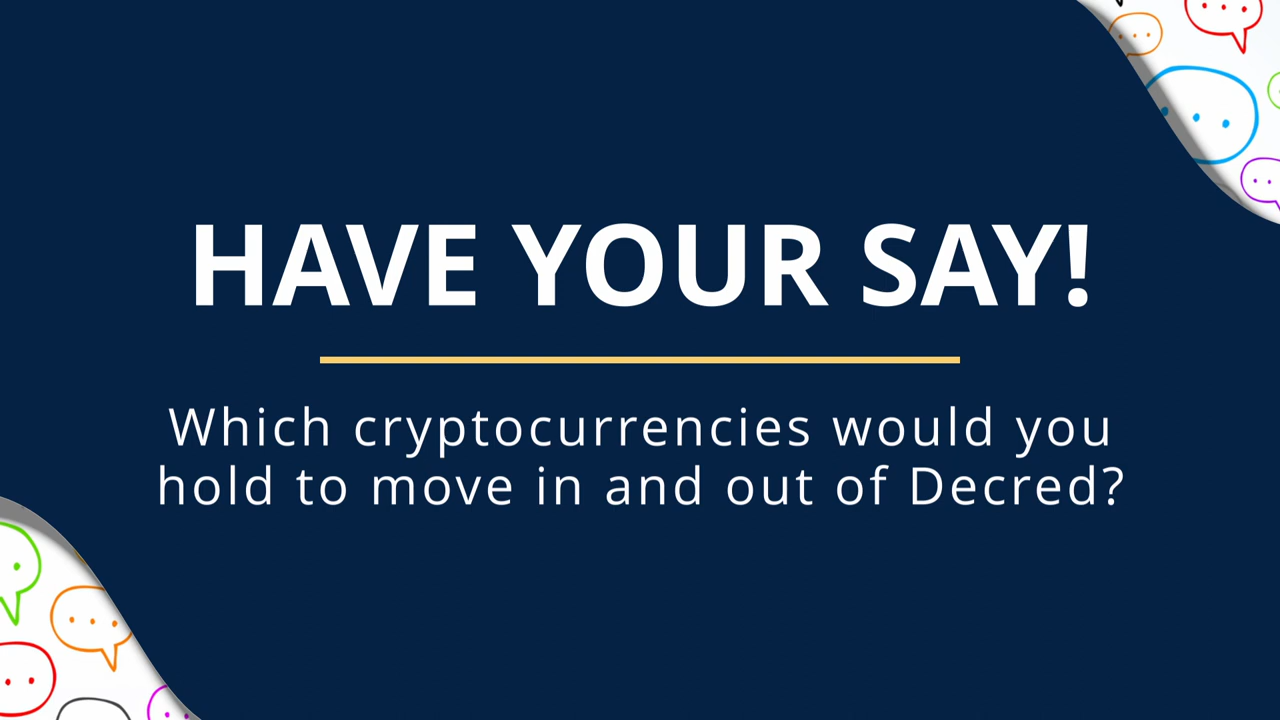 HAVE YOUR SAY!
Which cryptocurrencies would you
hold to move in and out of Decred?